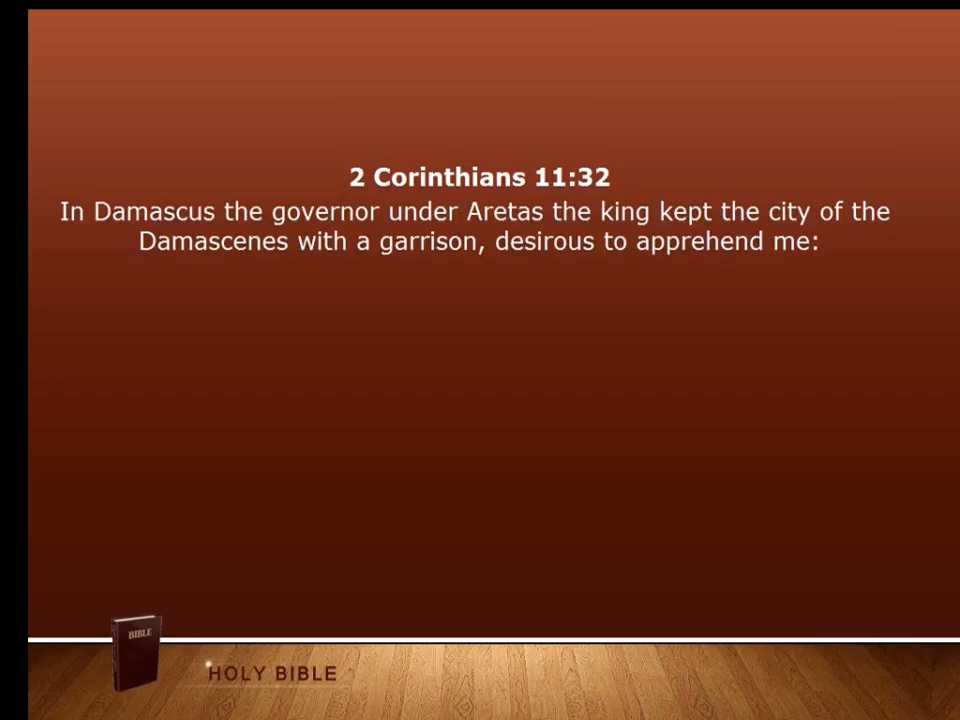 2 Corinthians 11:32
In Damascus the governor under Aretas the king kept the city of the
Damascenes with a garrison, desirous to apprehend me:
BIBLE
HOLY BIBLE